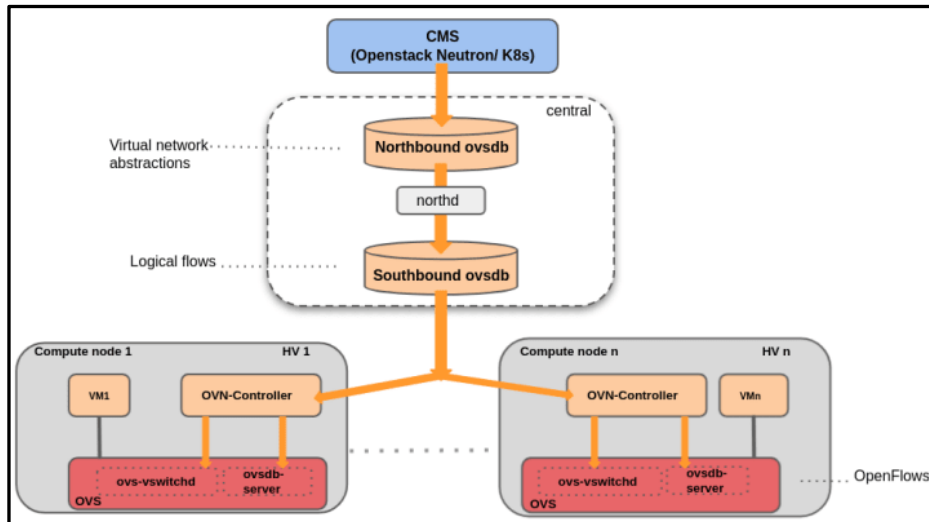 CMS
(Openstack Neutron/ K8s)
central
Northbound ovsdb
Virtual network
abstractions
northd
Logical flows
Southbound ovsdb
Compute node 1
HV 1
VM1
OVN-Controller
ovs-vswitchd
ovsdb-
server
OVS
Compute node n
HV n
OVN-Controller
VMn
ovs-vswitchd
ovsdb-
server
OVS
OpenFlows